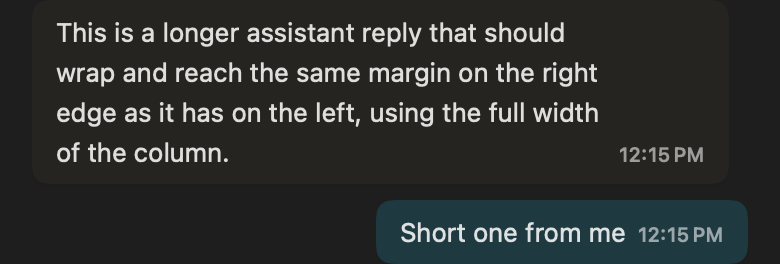 This is a longer assistant reply that should
wrap and reach the same margin on the right
edge as it has on the left, using the full width
of the column. 12:15 PM
Short one from me 12:15 PM